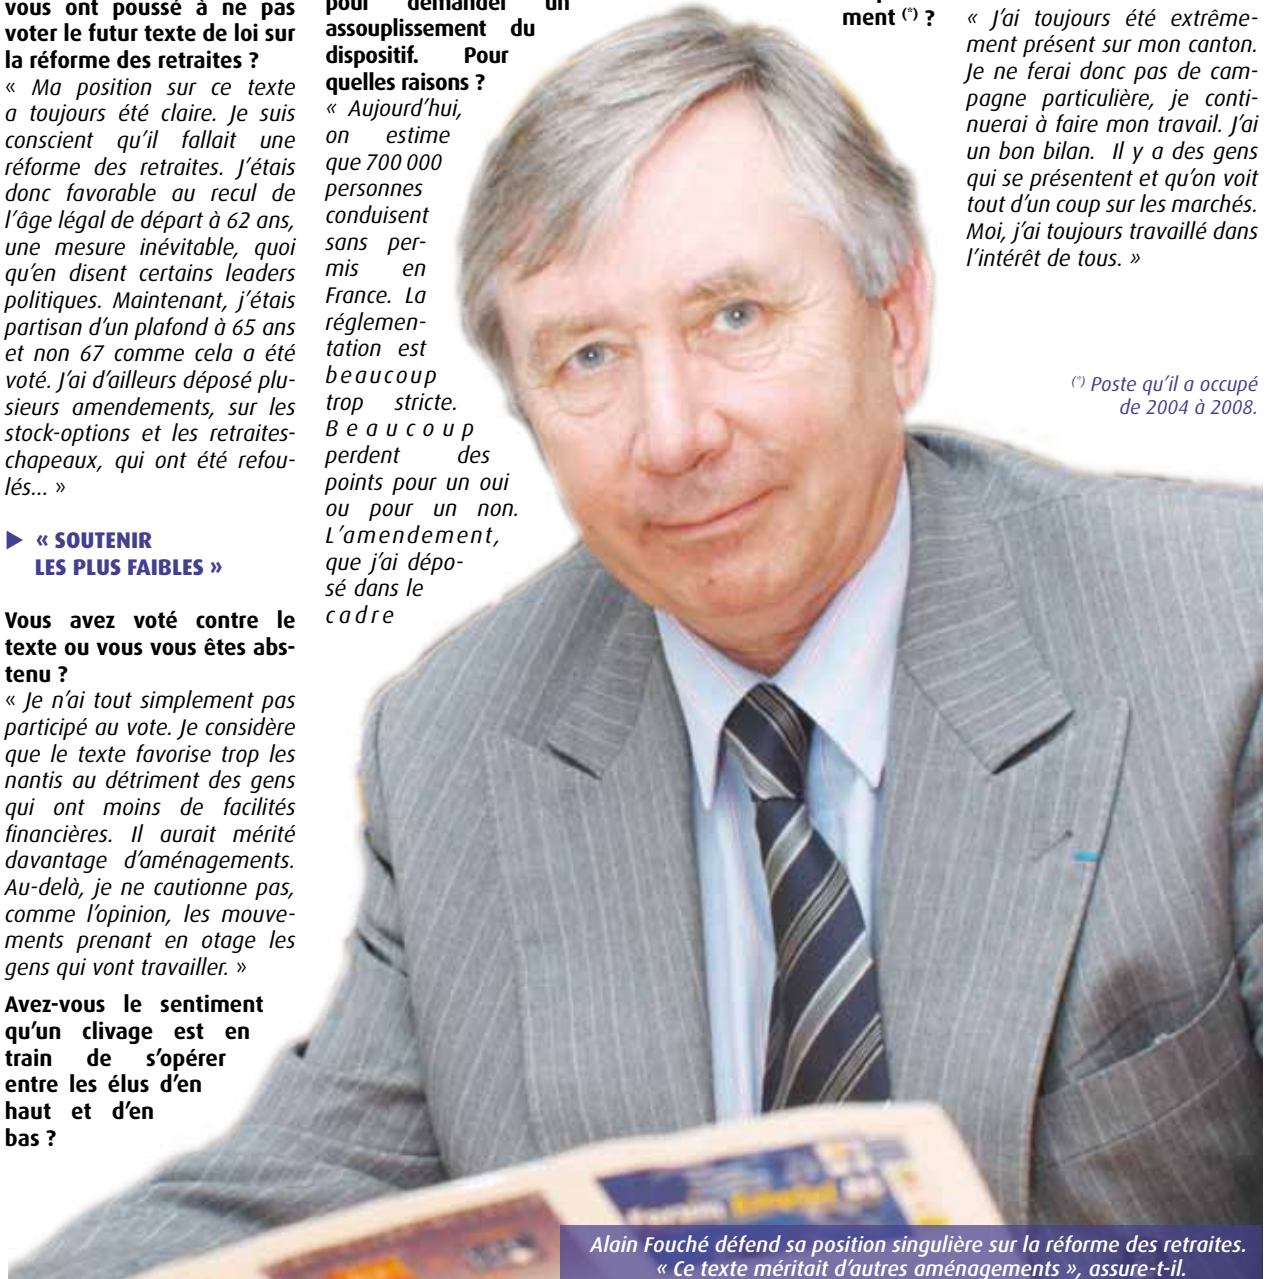 vous ont poussé à ne pas
voter le futur texte de loi sur
la réforme des retraites ?
« Ma position sur ce texte
a toujours été claire. Je suis
conscient qu'il fallait une
réforme des retraites. J'étais
donc favorable au recul de
l'âge légal de départ à 62 ans,
une mesure inévitable, quoi
qu'en disent certains leaders
politiques. Maintenant, j'étais
partisan d'un plafond à 65 ans
et non 67 comme cela a été
voté. J'ai d'ailleurs déposé plu-
sieurs amendements, sur les
stock-options et les retraites-
chapeaux, qui ont été refou-
lés... »
« SOUTENIR
LES PLUS FAIBLES »
Vous avez voté contre le
texte ou vous vous êtes abs-
tenu ?
« Je n'ai tout simplement pas
participé au vote. Je considère
que le texte favorise trop les
nantis au détriment des gens
qui ont moins de facilités
financières. Il aurait mérité
davantage d'aménagements.
Au-delà, je ne cautionne pas,
comme l'opinion, les mouve-
ments prenant en otage les
gens qui vont travailler. »
Avez-vous le sentiment
qu'un clivage est en
train de s'opérer
entre les élus d'en
haut et d'en
bas ?
pour demander un
assouplissement du
dispositif. Pour
quelles raisons ?
« Aujourd'hui,
on estime
que 700 000
personnes
conduisent
sans per-
mis en
France. La
réglemen-
tation est
beaucoup
trop stricte.
Beaucoup
perdent des
points pour un oui
ou pour un non.
L'amendement,
que j'ai dépo-
sé dans le
cadre
ment (*) ?
« J'ai toujours été extrême-
ment présent sur mon canton.
Je ne ferai donc pas de cam-
pagne particulière, je conti-
nuerai à faire mon travail. J'ai
un bon bilan. Il y a des gens
qui se présentent et qu'on voit
tout d'un coup sur les marchés.
Moi, j'ai toujours travaillé dans
l'intérêt de tous. »
(*) Poste qu'il a occupé
de 2004 à 2008.
Forum Emploi
Alain Fouché défend sa position singulière sur la réforme des retraites.
« Ce texte méritait d'autres aménagements », assure-t-il.